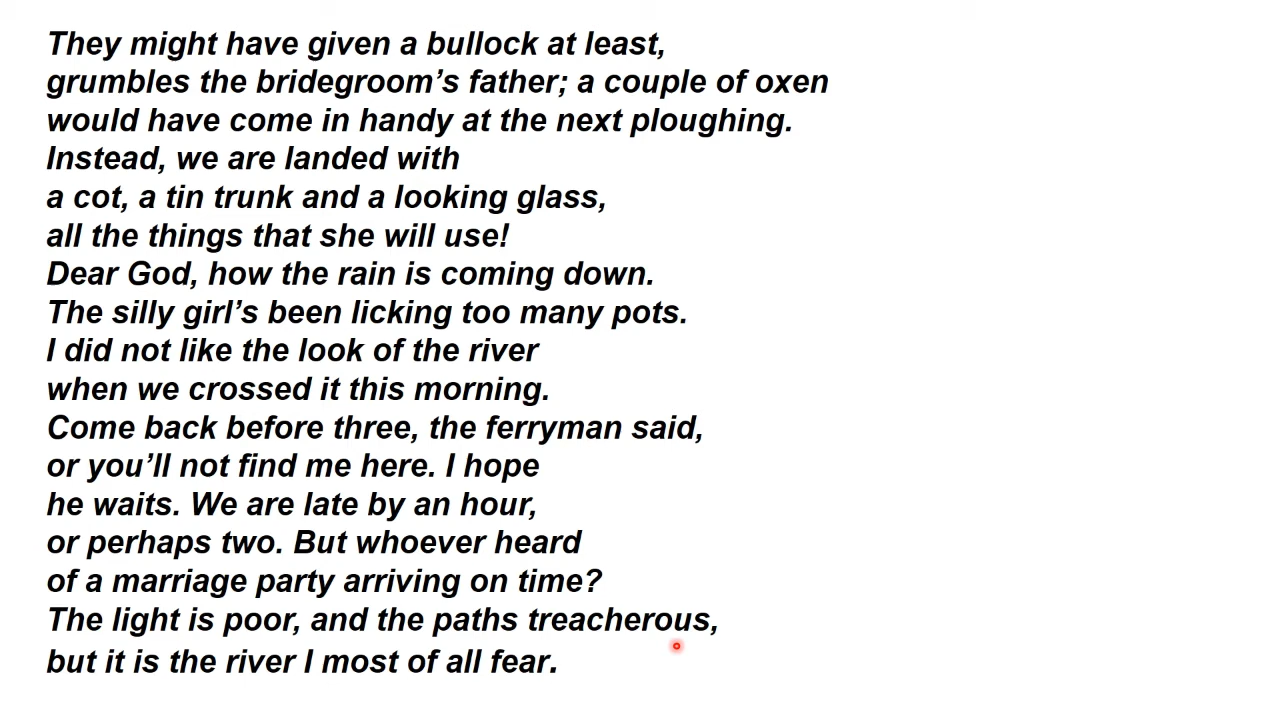 They might have given a bullock at least,
grumbles the bridegroom’s father; a couple of oxen
would have come in handy at the next ploughing.
Instead, we are landed with
a cot, a tin trunk and a looking glass,
all the things that she will use!
Dear God, how the rain is coming down.
The silly girl’s been licking too many pots.
I did not like the look of the river
when we crossed it this morning.
Come back before three, the ferryman said,
or you’ll not find me here. I hope
he waits. We are late by an hour,
or perhaps two. But whoever heard
of a marriage party arriving on time?
The light is poor, and the paths treacherous,
but it is the river I most of all fear.